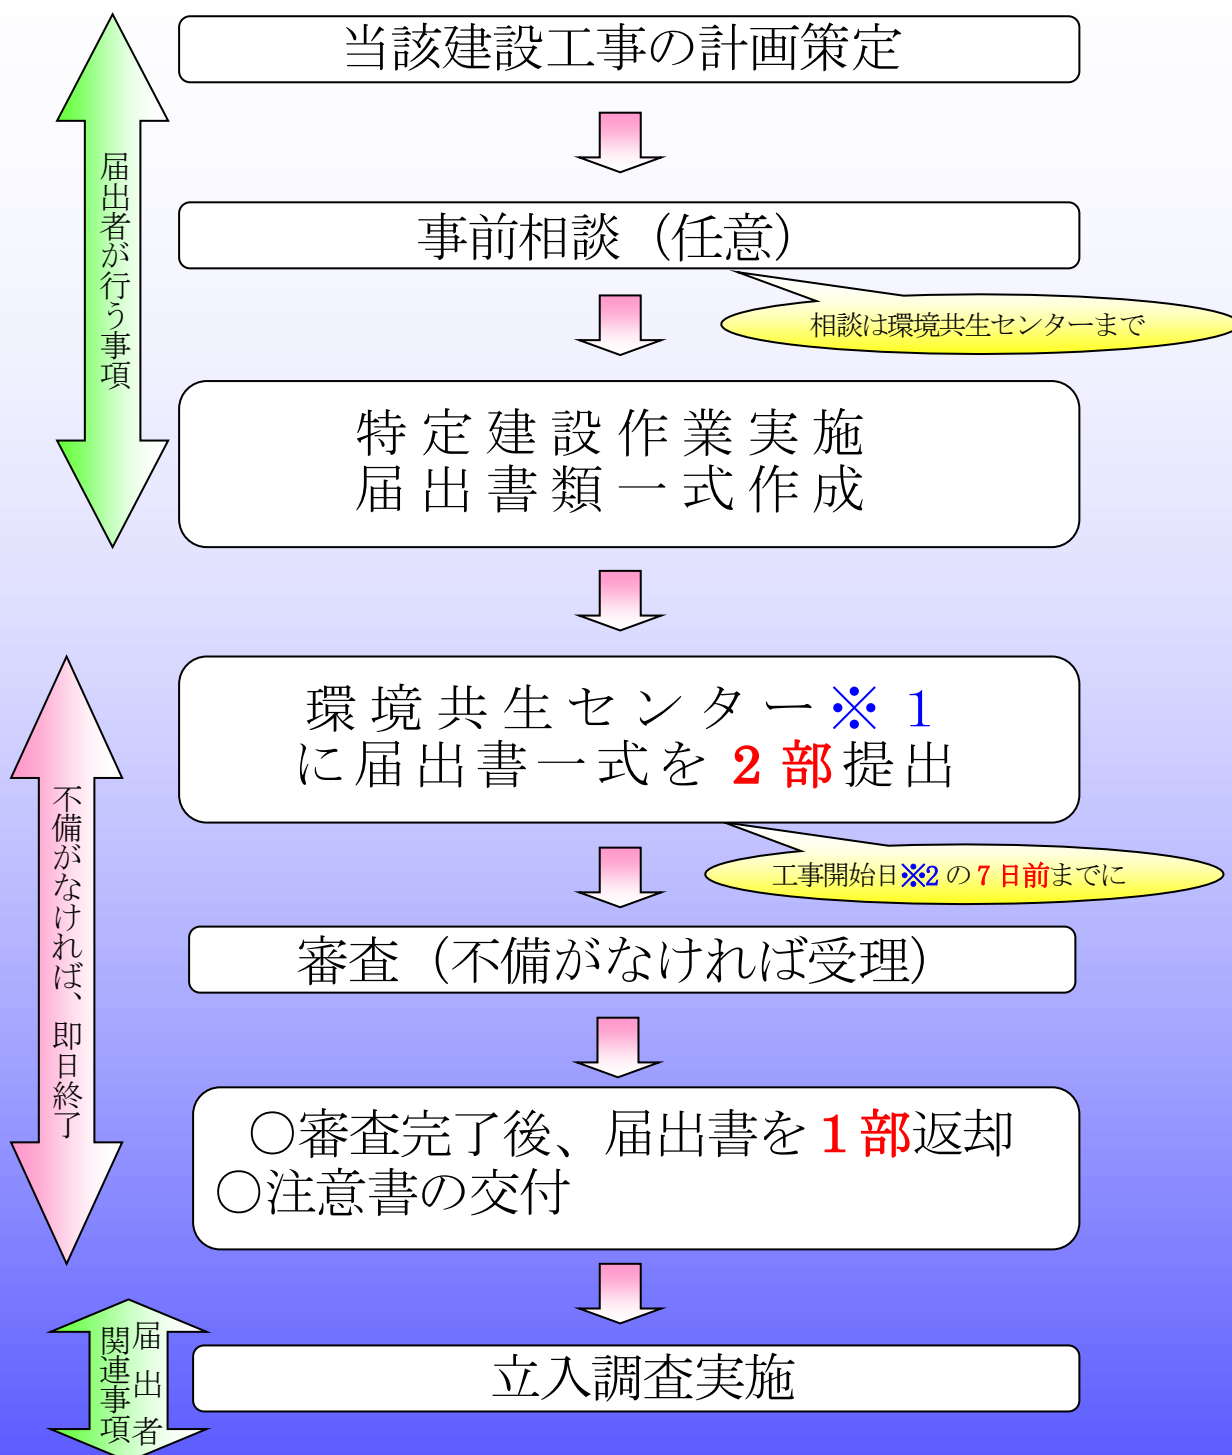 当該建設工事の計画策定
届出者が行う事項
事前相談（任意）
相談は環境共生センターまで
特定建設作業実施
届出書類一式作成
環境共生センター※１
に届出書一式を２部提出
工事開始日※2の7日前までに
不備がなければ、即日終了
審査（不備がなければ受理）
○審査完了後、届出書を１部返却
○注意書の交付
届出者
関連事項
立入調査実施